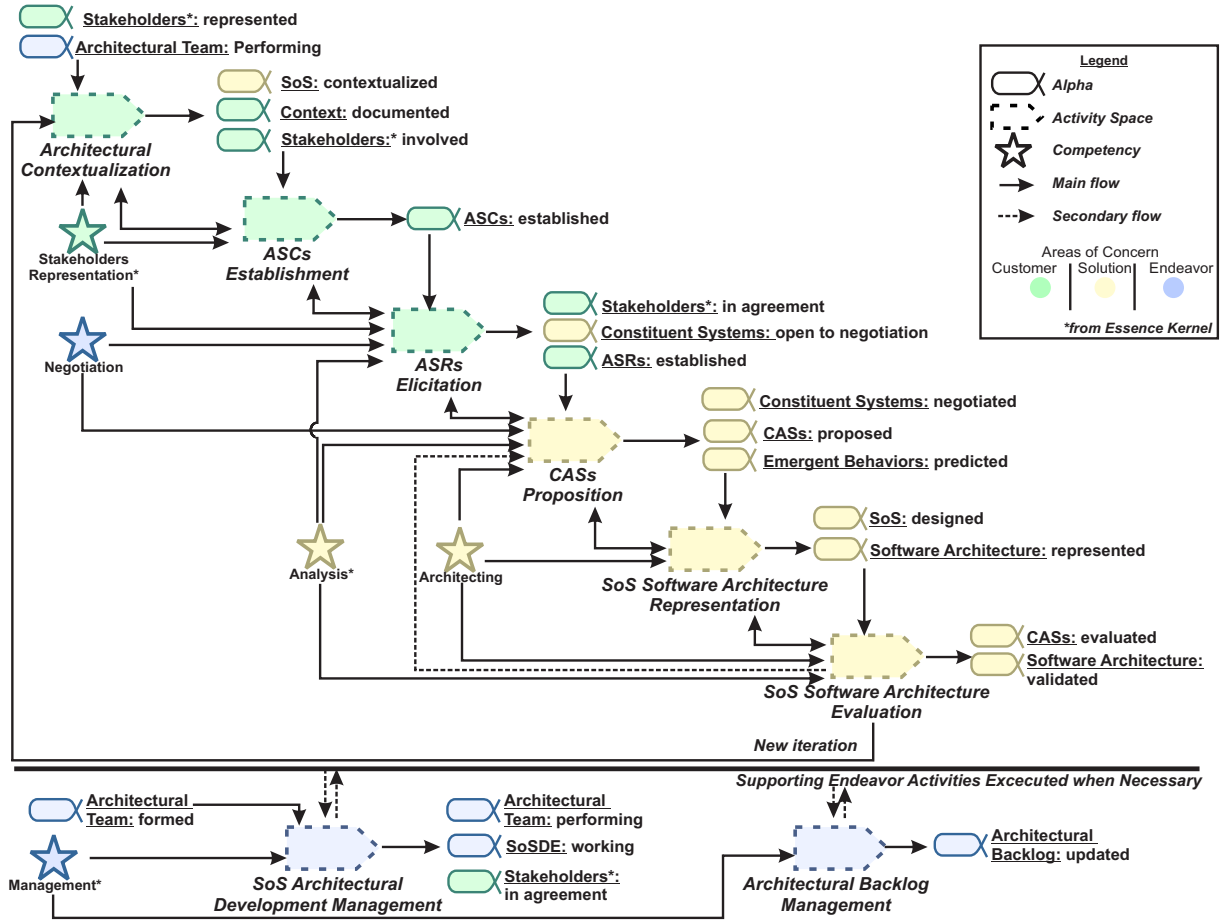 Stakeholders*: represented
Architectural Team: Performing
SoS: contextualized
Context: documented
Stakeholders:* involved
Architectural
Contextualization
Stakeholders
Representation*
ASCs: established
ASCs
Establishment
Negotiation
Stakeholders*: in agreement
Constituent Systems: open to negotiation
ASRs: established
ASRs
Elicitation
Constituent Systems: negotiated
CASs: proposed
Emergent Behaviors: predicted
CASs
Proposition
Analysis*
Architecting
SoS: designed
Software Architecture: represented
SoS Software Architecture
Representation
CASs: evaluated
Software Architecture:
validated
SoS Software Architecture
Evaluation
New iteration
Legend
Alpha
Activity Space
Competency
Main flow
Secondary flow
Areas of Concern
Customer
Solution
Endeavor
*from Essence Kernel
Supporting Endeavor Activities Excecuted when Necessary
Architectural
Team: formed
Management*
SoS Architectural
Development Management
Architectural
Team: performing
SoSDE: working
Stakeholders*:
in agreement
Architectural Backlog
Management
Architectural
Backlog: updated